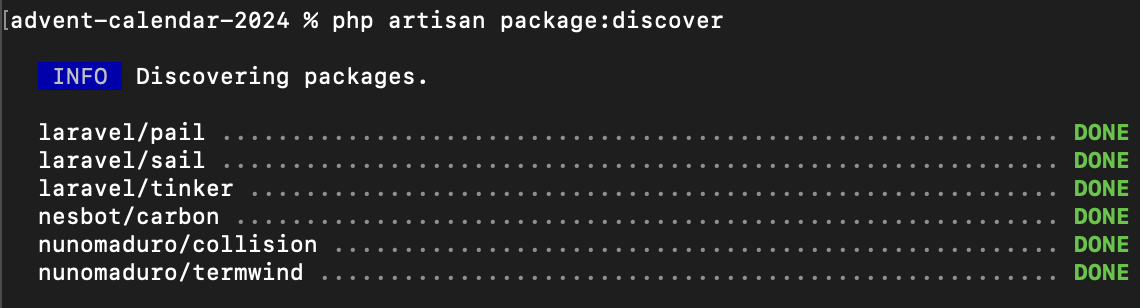 [advent-calendar-2024 % php artisan package:discover
INFO Discovering packages.
laravel/pail ............................................................ DONE
laravel/sail ............................................................ DONE
laravel/tinker .......................................................... DONE
nesbot/carbon ........................................................... DONE
nunomaduro/collision .................................................... DONE
nunomaduro/termwind ..................................................... DONE